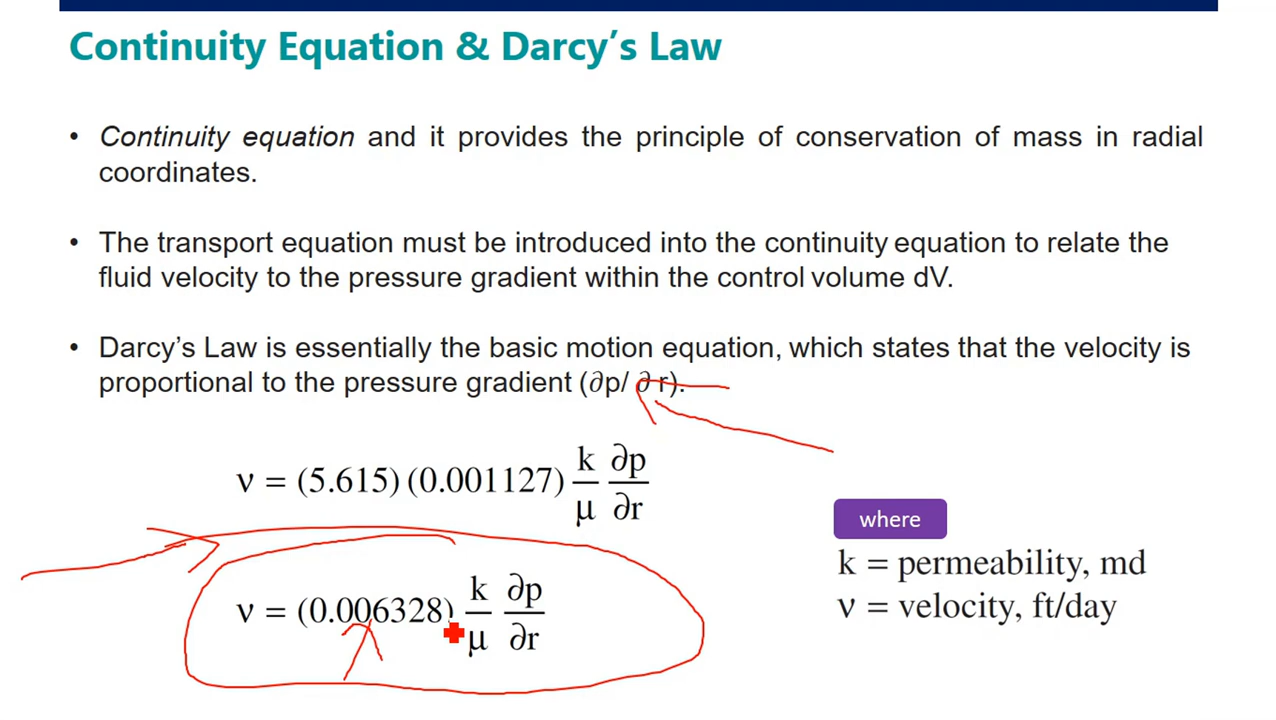 Continuity Equation & Darcy's Law
• Continuity equation and it provides the principle of conservation of mass in radial
coordinates.
• The transport equation must be introduced into the continuity equation to relate the
fluid velocity to the pressure gradient within the control volume dV.
• Darcy's Law is essentially the basic motion equation, which states that the velocity is
proportional to the pressure gradient (∂p/ ∂ r).
ν = (5.615) (0.001127) k/μ ∂p/∂r
where
k = permeability, md
ν = velocity, ft/day
ν = (0.006328) k/μ ∂p/∂r